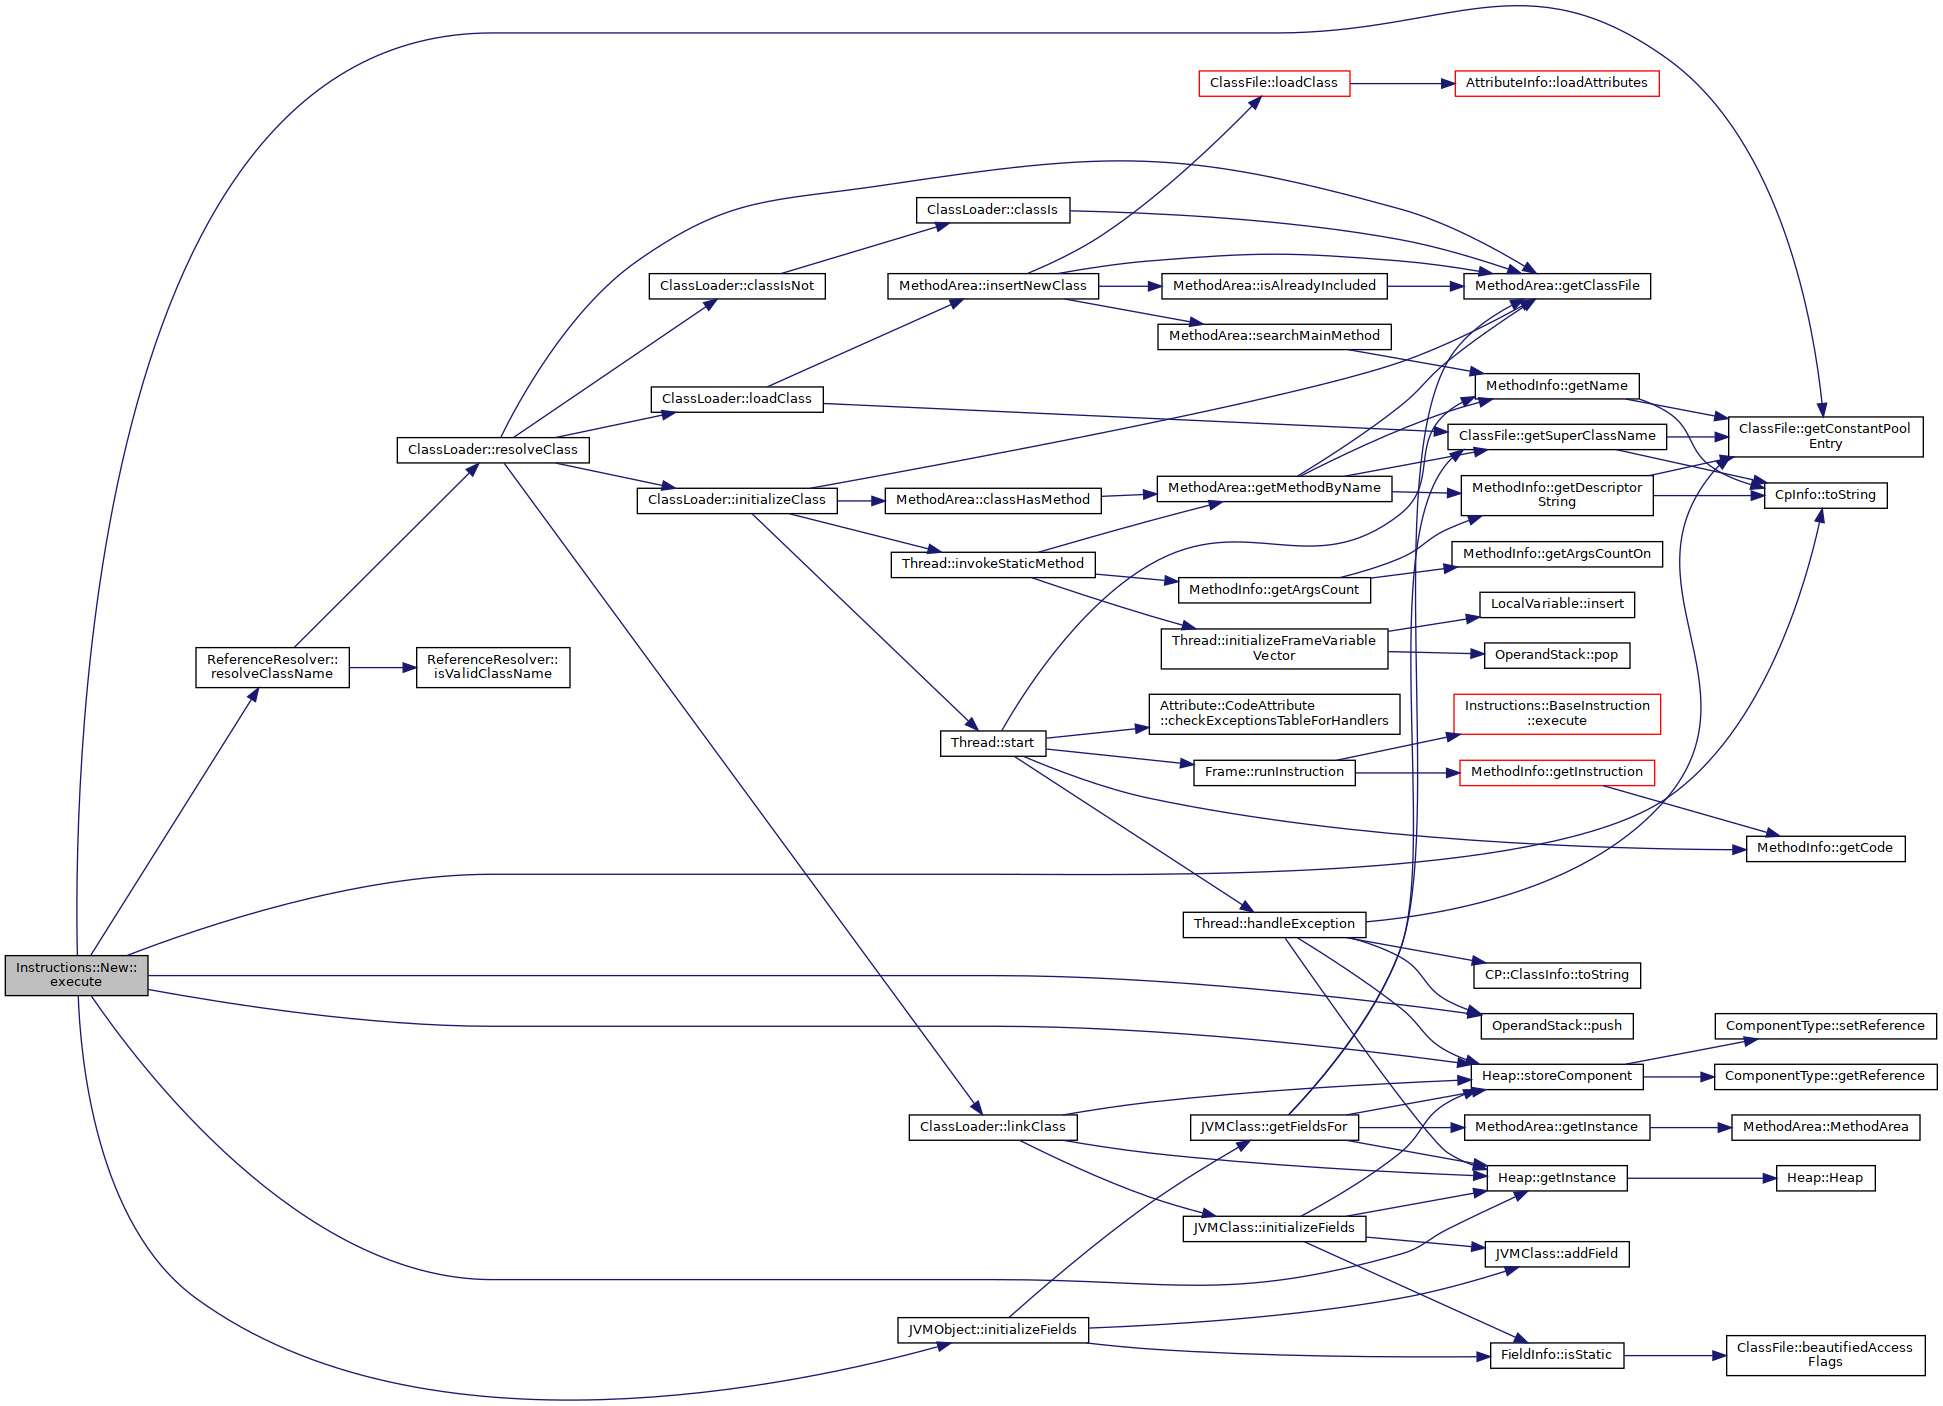 ClassFile::loadClass
AttributeInfo::loadAttributes
ClassLoader::classIs
ClassLoader::classIsNot
MethodArea::insertNewClass
MethodArea::isAlreadyIncluded
MethodArea::getClassFile
MethodArea::searchMainMethod
ClassLoader::loadClass
MethodInfo::getName
ClassFile::getConstantPool
Entry
ClassLoader::resolveClass
ClassFile::getSuperClassName
ClassLoader::initializeClass
MethodArea::classHasMethod
MethodArea::getMethodByName
MethodInfo::getDescriptor
String
CpInfo::toString
Thread::invokeStaticMethod
MethodInfo::getArgsCountOn
MethodInfo::getArgsCount
LocalVariable::insert
ReferenceResolver::
resolveClassName
ReferenceResolver::
isValidClassName
Thread::initializeFrameVariable
Vector
OperandStack::pop
Attribute::CodeAttribute
::checkExceptionsTableForHandlers
Instructions::BaseInstruction
::execute
Thread::start
Frame::runInstruction
MethodInfo::getInstruction
MethodInfo::getCode
Thread::handleException
Instructions::New::
execute
CP::ClassInfo::toString
OperandStack::push
ComponentType::setReference
Heap::storeComponent
ComponentType::getReference
ClassLoader::linkClass
JVMClass::getFieldsFor
MethodArea::getInstance
MethodArea::MethodArea
Heap::getInstance
Heap::Heap
JVMClass::initializeFields
JVMClass::addField
JVMObject::initializeFields
FieldInfo::isStatic
ClassFile::beautifiedAccess
Flags